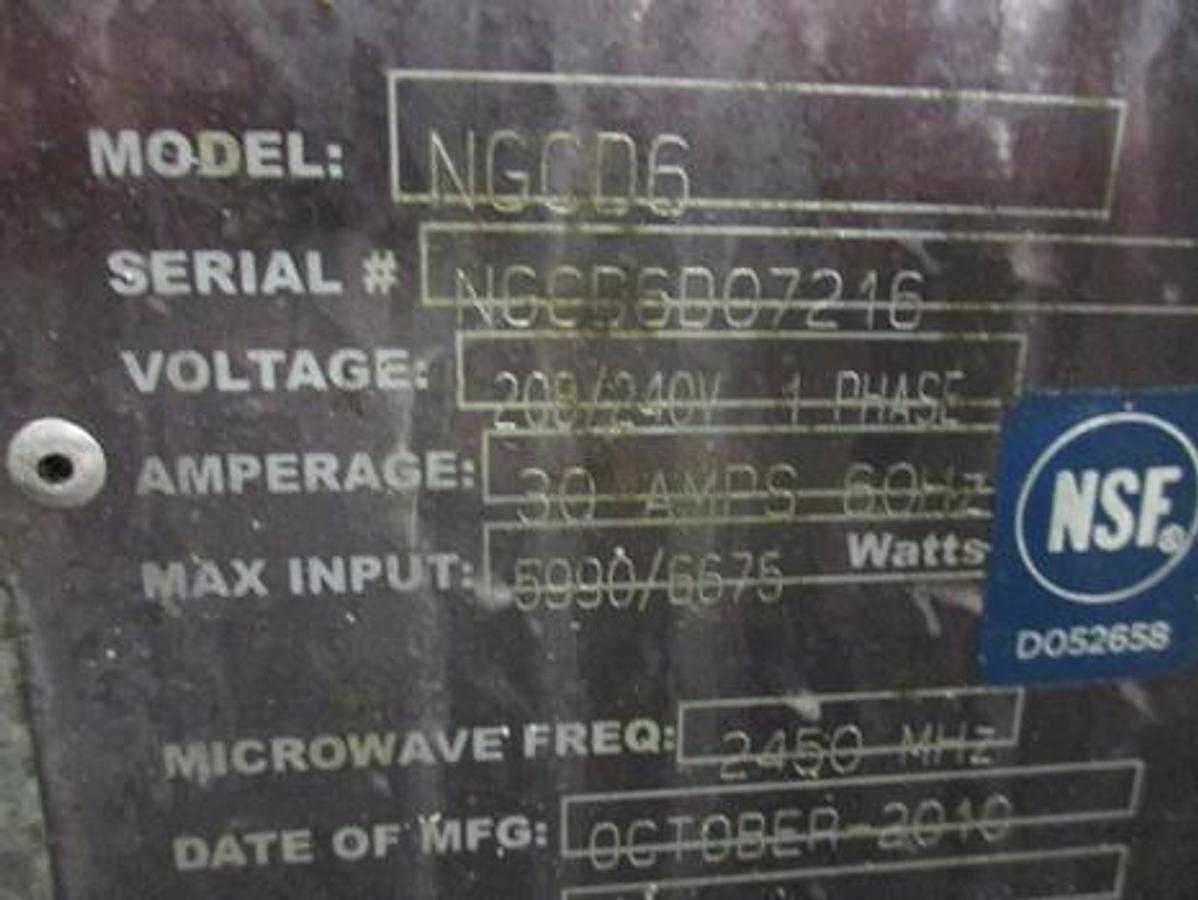 MODEL: NGCD6
SERIAL # NGCD6D07216
VOLTAGE: 208/240V 1 PHASE
AMPERAGE: 30 AMPS 60Hz
MAX INPUT: 5990/6675 Watts
NSF®
D052658
MICROWAVE FREQ: 2450 MHz
DATE OF MFG: OCTOBER-2010